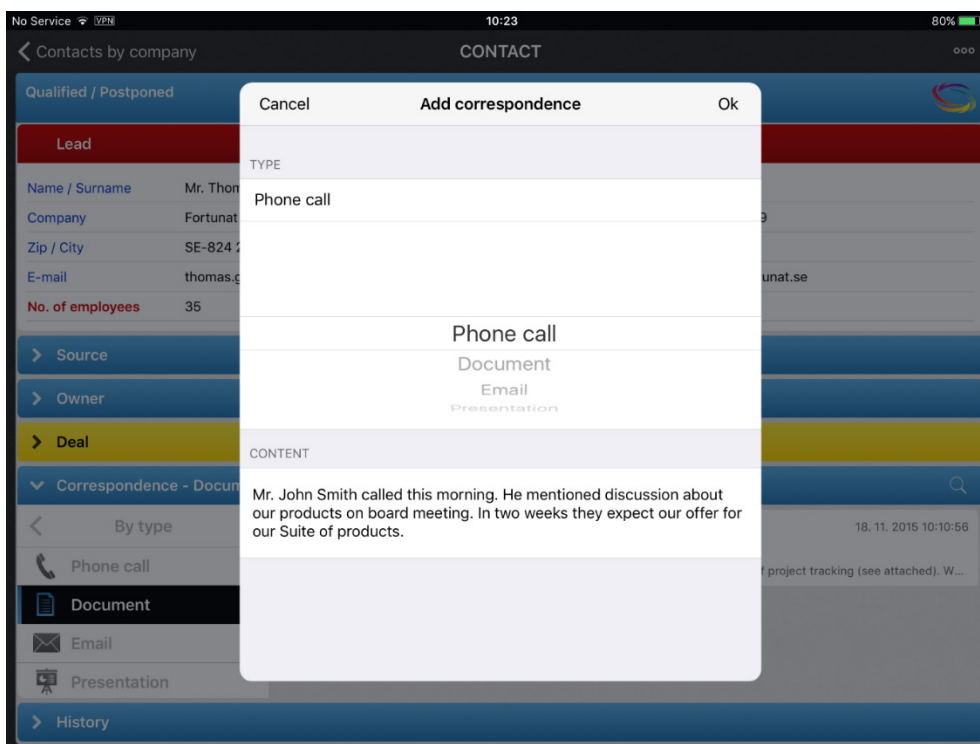 No Service VPN 10:23 80%
Contacts by company CONTACT
Qualified / Postponed
Cancel Add correspondence Ok
Lead
TYPE
Name / Surname Mr.
Phone call
Company Fortunat
Zip / City SE-824
E-mail
unat.se
No. of employees 35
Phone call
Source
Document
Email
Owner
Presentation
Deal
CONTENT
Correspondence -
Mr. John Smith called this morning. He mentioned discussion about
our products on board meeting. In two weeks they expect our offer for
our Suite of products.
By type 18. 11. 2015 10:10:56
Phone call
project tracking (see attached). W...
Document
Email
Presentation
History